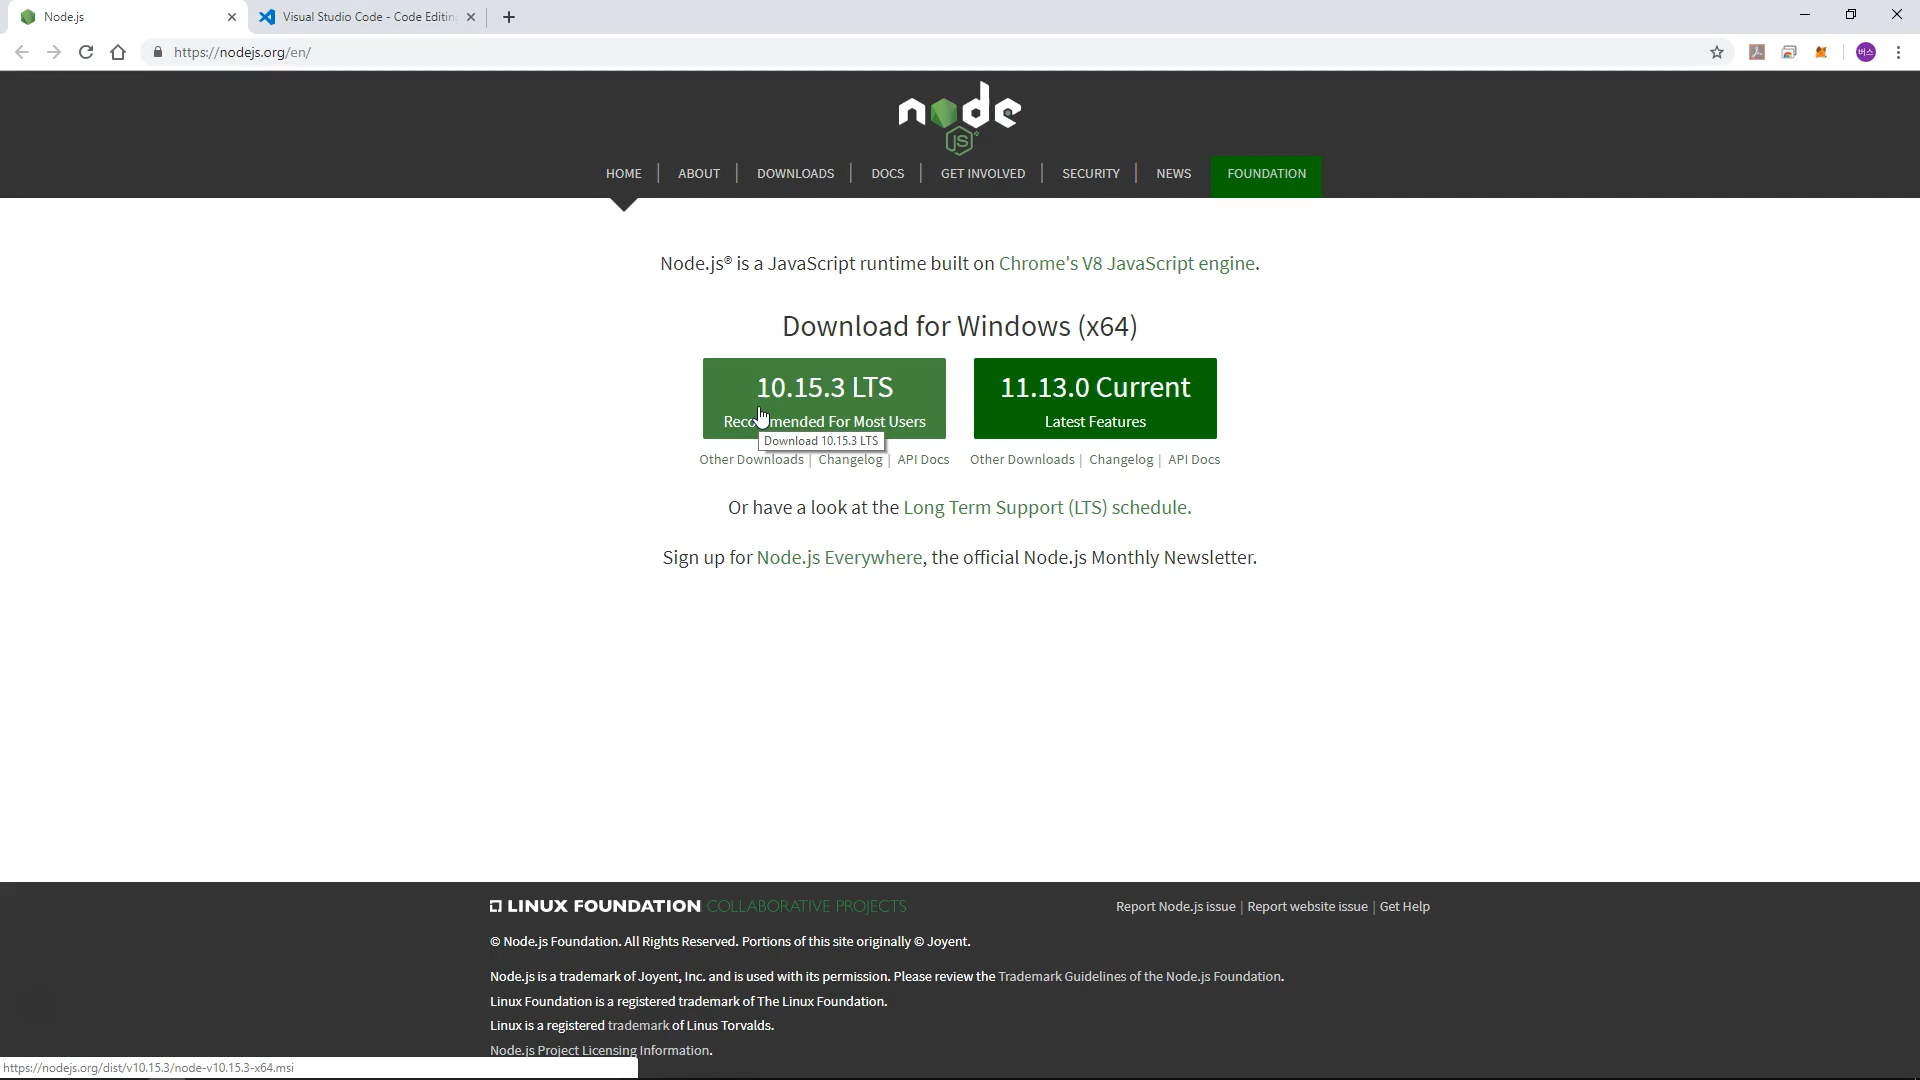 Node.js
Visual Studio Code - Code Editin
https://nodejs.org/en/
버스
node
JS
HOME | ABOUT | DOWNLOADS | DOCS | GET INVOLVED | SECURITY | NEWS FOUNDATION
Node.js® is a JavaScript runtime built on Chrome's V8 JavaScript engine.
Download for Windows (x64)
10.15.3 LTS
Recommended For Most Users
11.13.0 Current
Latest Features
Download 10.15.3 LTS
Other Downloads | Changelog | API Docs
Other Downloads | Changelog | API Docs
Or have a look at the Long Term Support (LTS) schedule.
Sign up for Node.js Everywhere, the official Node.js Monthly Newsletter.
LINUX FOUNDATION COLLABORATIVE PROJECTS
Report Node.js issue | Report website issue | Get Help
© Node.js Foundation. All Rights Reserved. Portions of this site originally © Joyent.
Node.js is a trademark of Joyent, Inc. and is used with its permission. Please review the Trademark Guidelines of the Node.js Foundation.
Linux Foundation is a registered trademark of The Linux Foundation.
Linux is a registered trademark of Linus Torvalds.
Node.js Project Licensing Information.
https://nodejs.org/dist/v10.15.3/node-v10.15.3-x64.msi